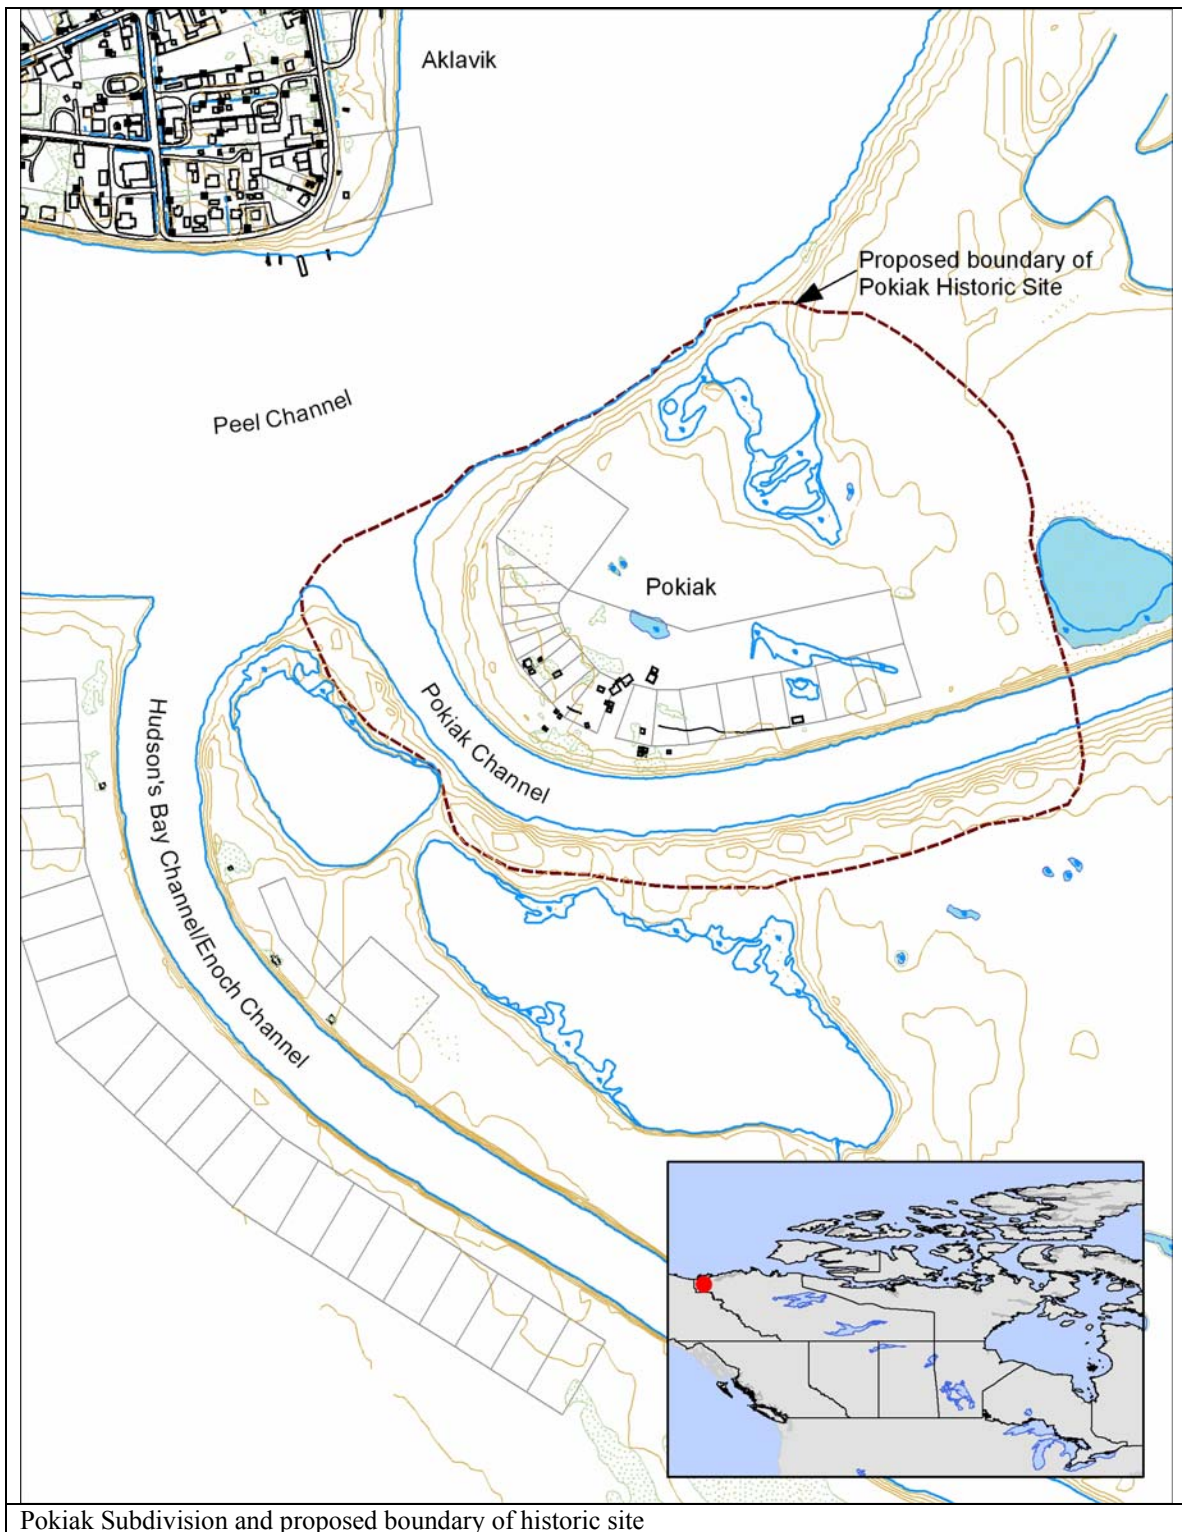 Aklavik
Proposed boundary of
Pokiak Historic Site
Peel Channel
Pokiak
Pokiak Channel
Hudson's Bay Channel/Enoch Channel
Pokiak Subdivision and proposed boundary of historic site